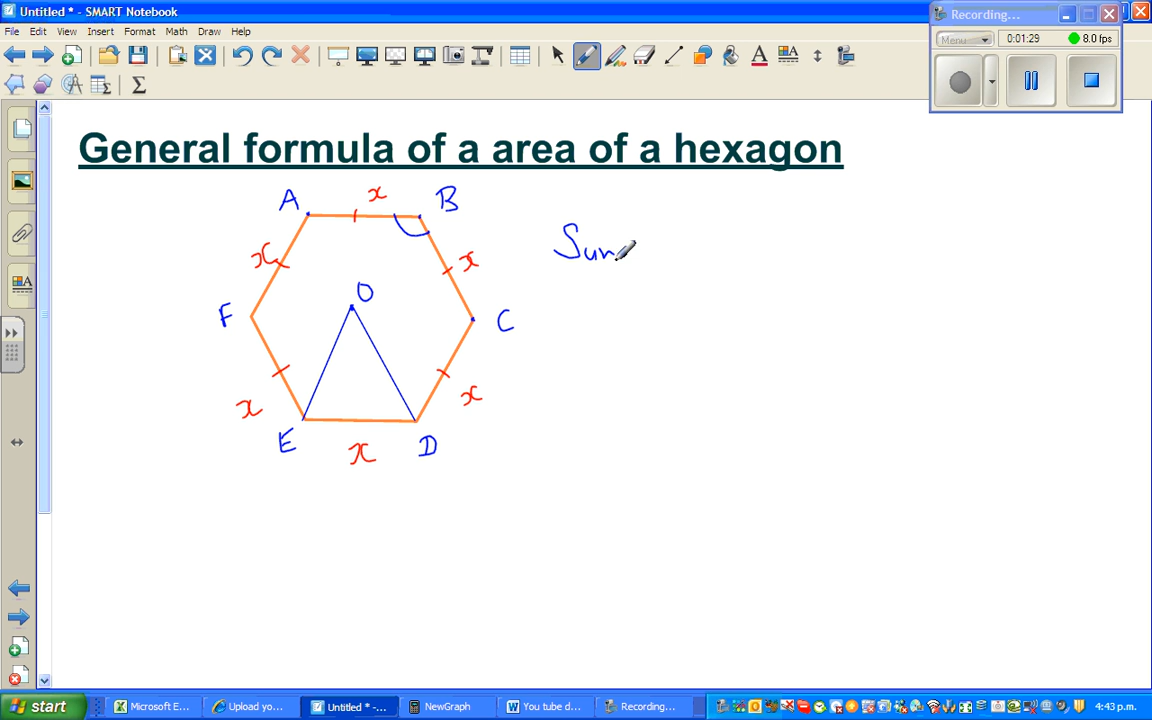 Untitled * - SMART Notebook
Recording...
File Edit View Insert Format Math Draw Help
Menu 0:01:29 8.0 fps
General formula of a area of a hexagon
A x B
x x
O
F C
x x
E x D
Sum
start Microsoft E... Upload yo... Untitled * -... NewGraph You tube d... Recording... 4:43 p.m.